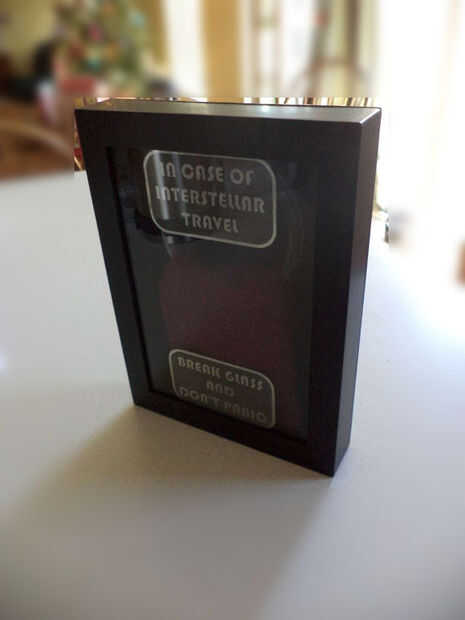 IN CASE OF
INTERSTELLAR
TRAVEL
BREAK GLASS
AND
DON'T PANIC